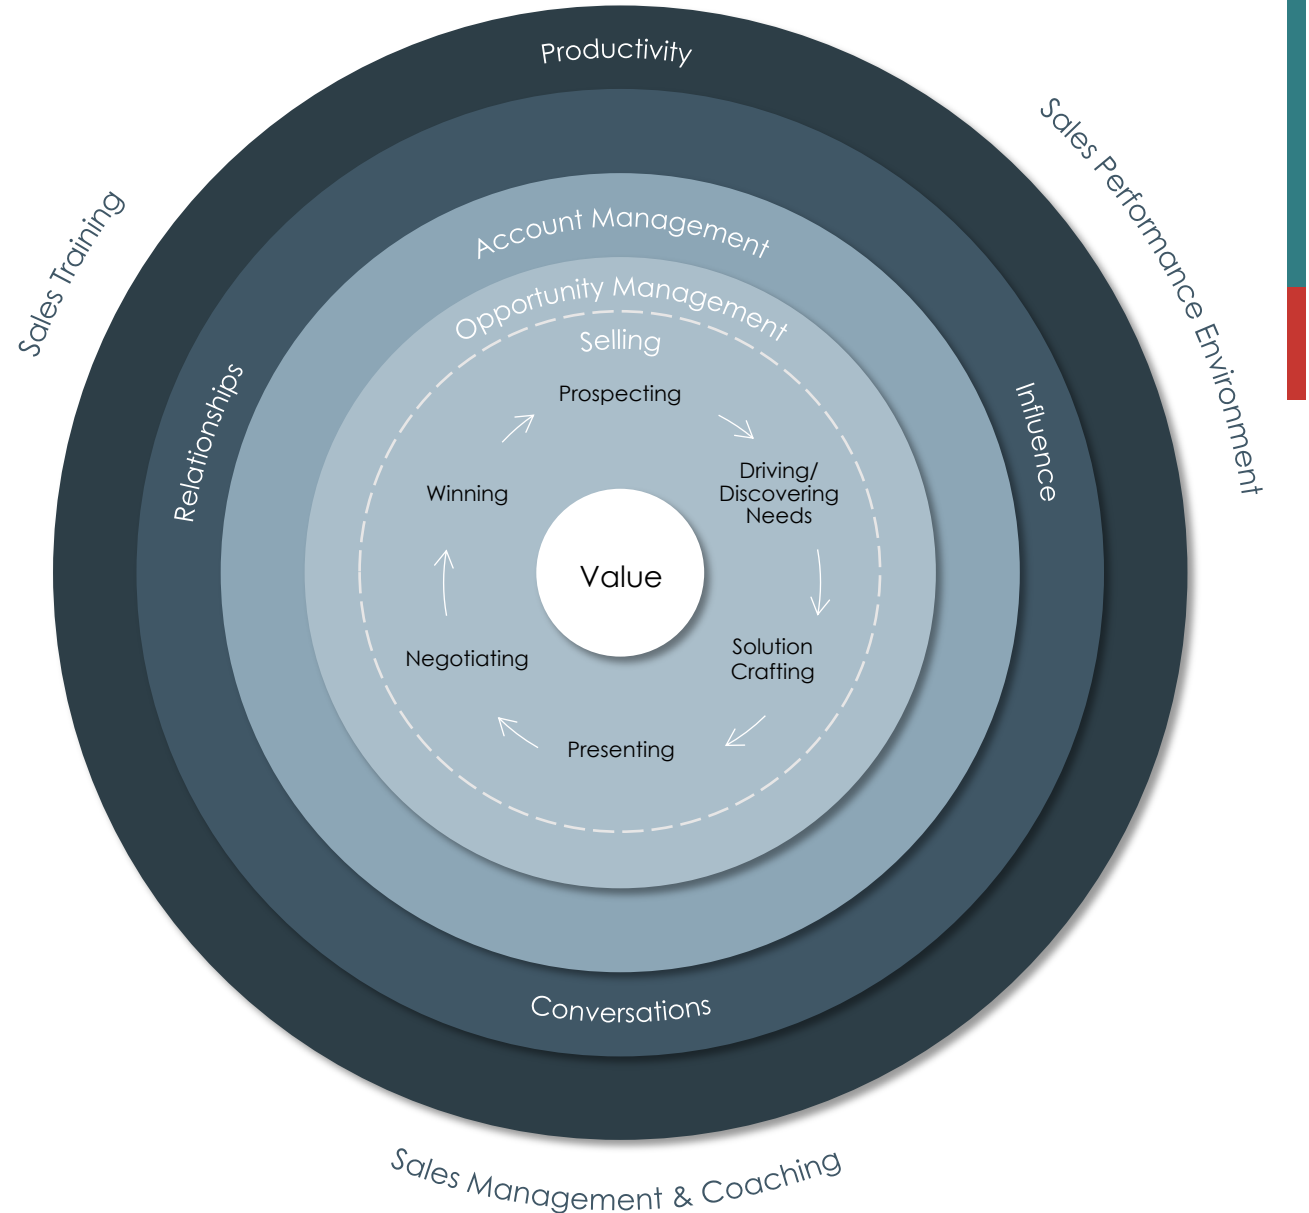 Productivity
Sales Training
Sales Performance Environment
Account Management
Opportunity Management
Selling
Relationships
Influence
Prospecting
Driving/
Discovering
Needs
Winning
Value
Solution
Crafting
Negotiating
Presenting
Conversations
Sales Management & Coaching